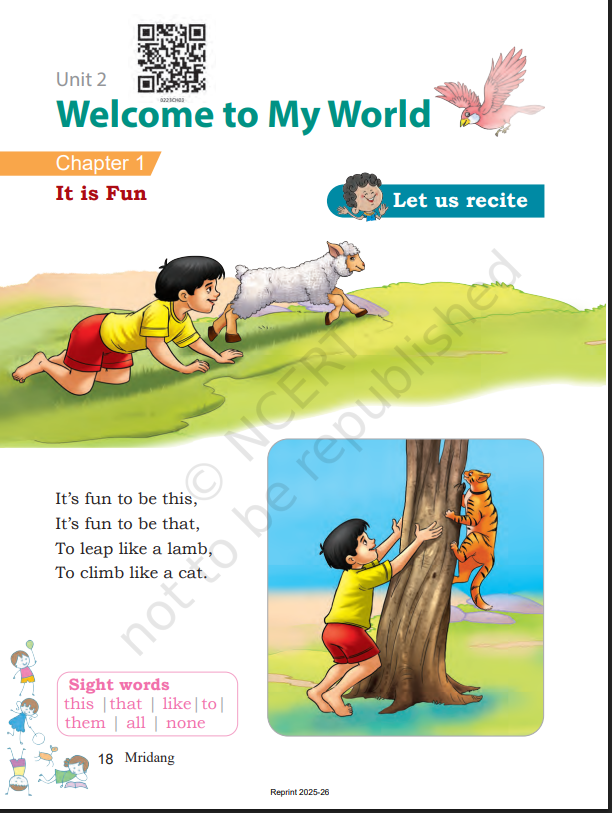 Unit 2
0223CH03
Welcome to My World
Chapter 1
It is Fun
Let us recite
It’s fun to be this,
It’s fun to be that,
To leap like a lamb,
To climb like a cat.
© NCERT
not to be republished
Sight words
this |that | like|to|
them | all | none
18 Mridang
Reprint 2025-26